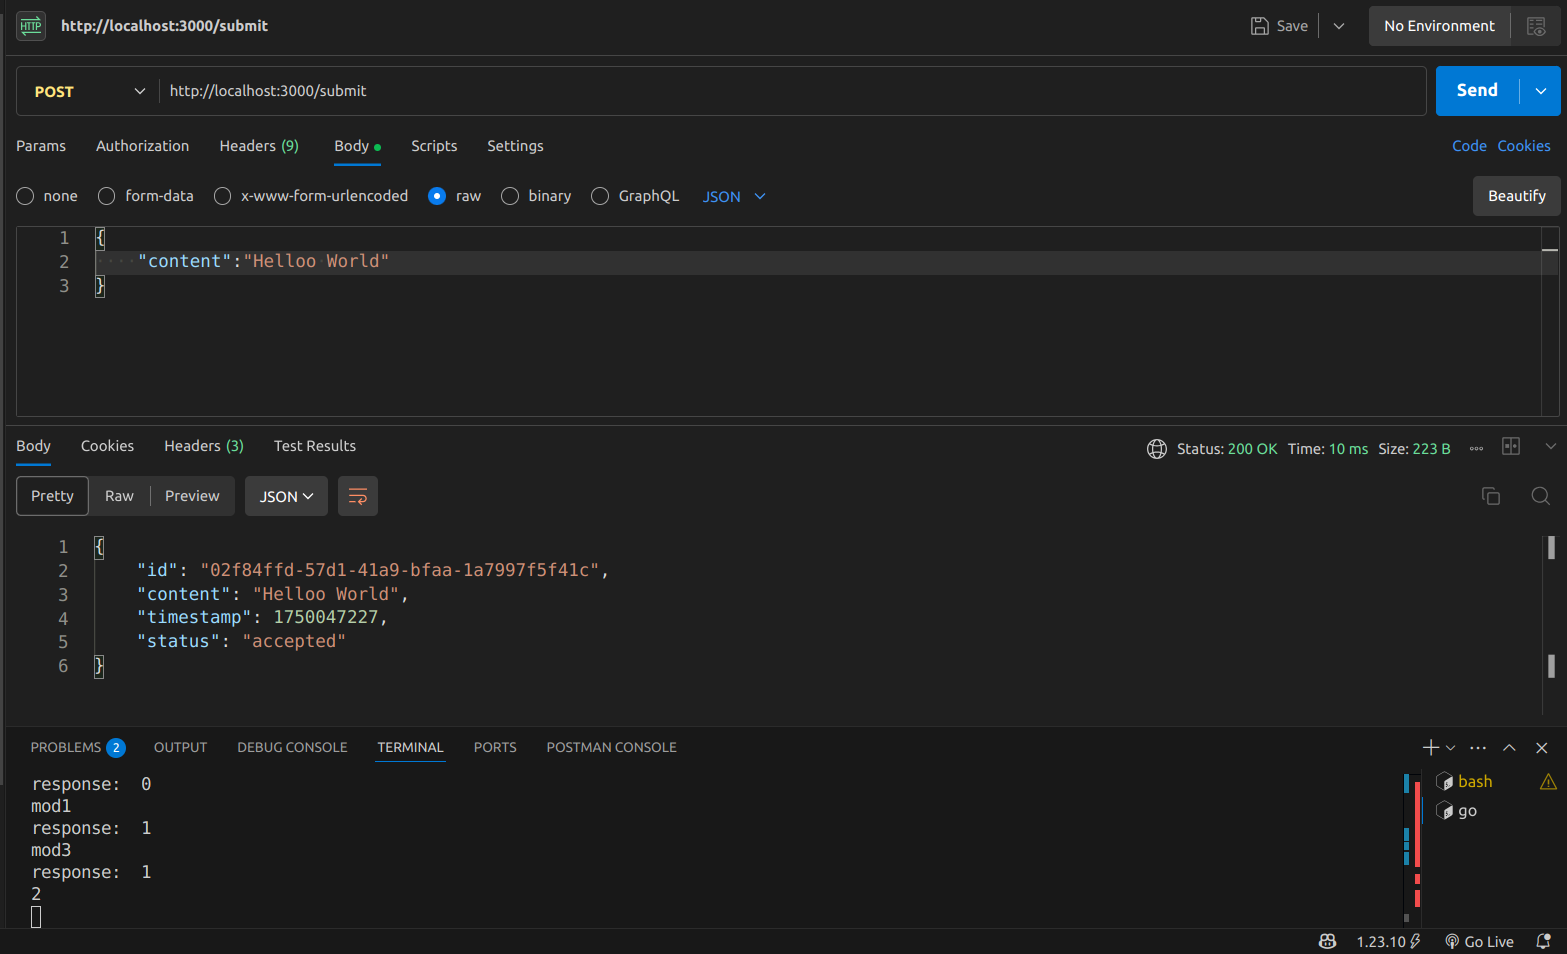 HTTP http://localhost:3000/submit Save No Environment
POST http://localhost:3000/submit Send
Params Authorization Headers (9) Body Scripts Settings Code Cookies
none form-data x-www-form-urlencoded raw binary GraphQL JSON Beautify
1 {
2 "content":"Helloo World"
3 }
Body Cookies Headers (3) Test Results Status: 200 OK Time: 10 ms Size: 223 B
Pretty Raw Preview JSON
1 {
2 "id": "02f84ffd-57d1-41a9-bfaa-1a7997f5f41c",
3 "content": "Helloo World",
4 "timestamp": 1750047227,
5 "status": "accepted"
6 }
PROBLEMS 2 OUTPUT DEBUG CONSOLE TERMINAL PORTS POSTMAN CONSOLE
response: 0
mod1
response: 1
mod3
response: 1
2
bash
go
1.23.10 Go Live